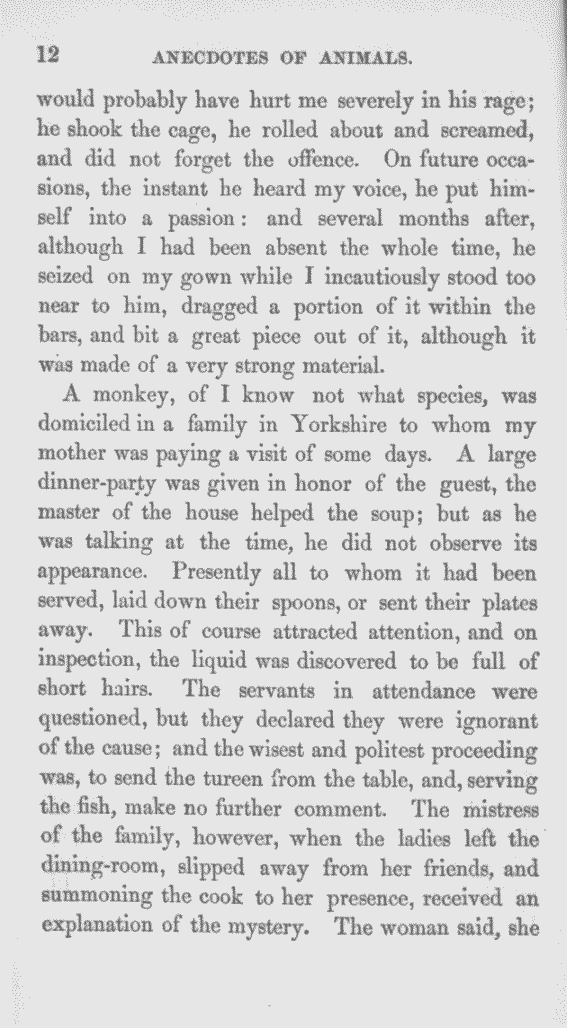 12 ANECDOTES OF ANIMALS.
would probably have hurt me severely in his rage;
he shook the cage, he rolled about and screamed,
and did not forget the offence. On future occa-
sions, the instant he heard my voice, he put him-
self into a passion: and several months after,
although I had been absent the whole time, he
seized on my gown while I incautiously stood too
near to him, dragged a portion of it within the
bars, and bit a great piece out of it, although it
was made of a very strong material.
A monkey, of I know not what species, was
domiciled in a family in Yorkshire to whom my
mother was paying a visit of some days. A large
dinner-party was given in honor of the guest, the
master of the house helped the soup; but as he
was talking at the time, he did not observe its
appearance. Presently all to whom it had been
served, laid down their spoons, or sent their plates
away. This of course attracted attention, and on
inspection, the liquid was discovered to be full of
short hairs. The servants in attendance were
questioned, but they declared they were ignorant
of the cause; and the wisest and politest proceeding
was, to send the tureen from the table, and, serving
the fish, make no further comment. The mistress
of the family, however, when the ladies left the
dining-room, slipped away from her friends, and
summoning the cook to her presence, received an
explanation of the mystery. The woman said, she